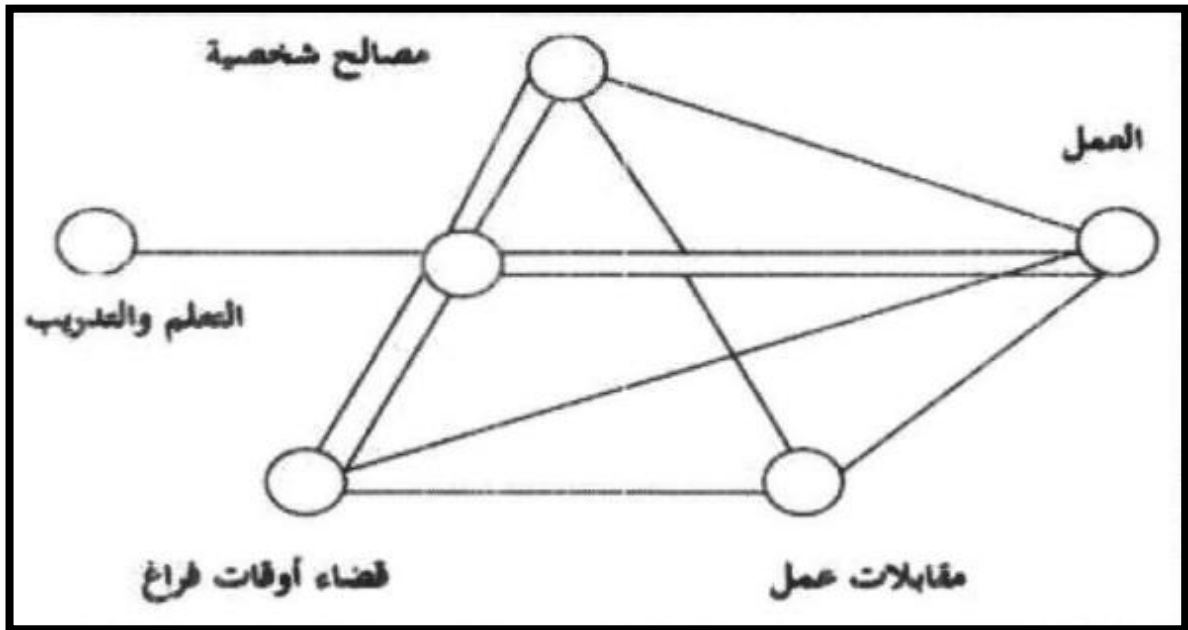 مصالح شخصية
العمل
التعلم والتدريب
قضاء أوقات فراغ
مقابلات عمل